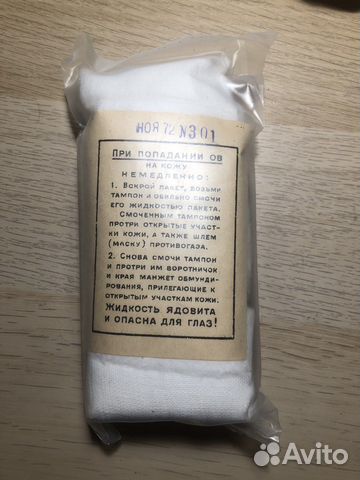 НОЯ 72 N301
ПРИ ПОПАДАНИИ ОВ
НА КОЖУ
НЕМЕДЛЕННО:
1. ВСКРОЙ ПАКЕТ, ВОЗЬМИ
ТАМПОН И ОБИЛЬНО СМОЧИ
ЕГО ЖИДКОСТЬЮ ПАКЕТА.
СМОЧЕННЫМ ТАМПОНОМ
ПРОТРИ ОТКРЫТЫЕ УЧАСТ-
КИ КОЖИ, А ТАКЖЕ ШЛЕМ
(МАСКУ) ПРОТИВОГАЗА.
2. СНОВА СМОЧИ ТАМПОН
И ПРОТРИ ИМ ВОРОТНИЧОК
И КРАЯ МАНЖЕТ ОБМУНДИ-
РОВАНИЯ, ПРИЛЕГАЮЩИЕ К
ОТКРЫТЫМ УЧАСТКАМ КОЖИ.
ЖИДКОСТЬ ЯДОВИТА
И ОПАСНА ДЛЯ ГЛАЗ!
Avito